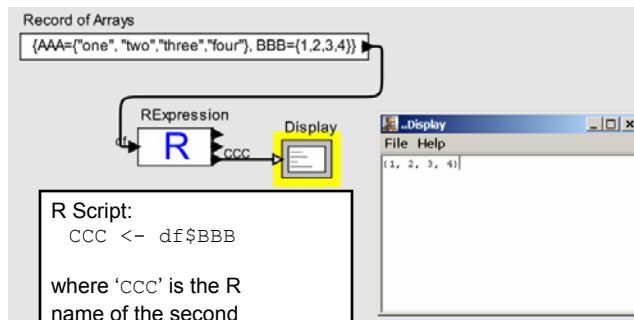 Record of Arrays
{AAA={"one", "two","three","four"}, BBB={1,2,3,4}}
RExpression
df
R
CCC
Display
..Display
File Help
{1, 2, 3, 4}
R Script:
CCC <- df$BBB
where 'CCC' is the R
name of the second